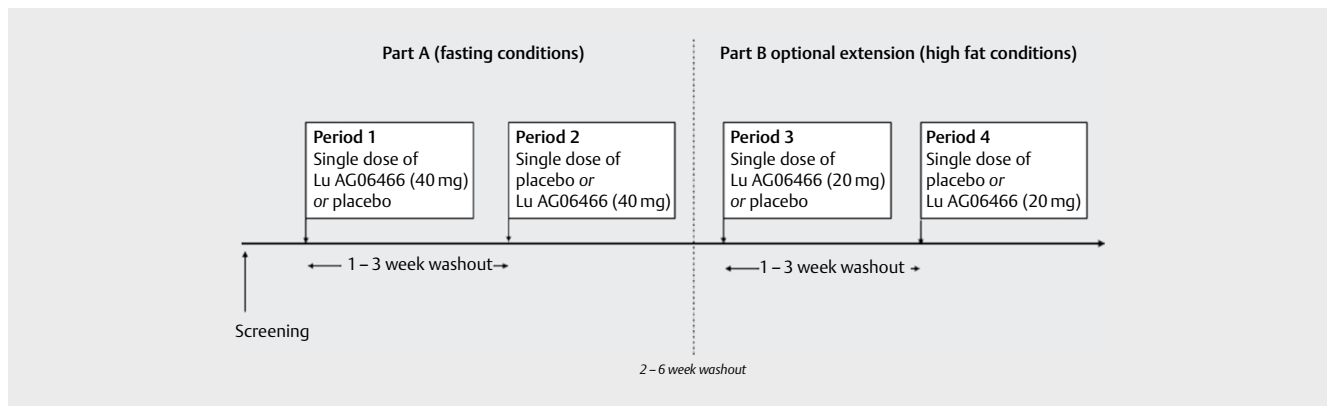 Part A (fasting conditions)
Part B optional extension (high fat conditions)
Period 1
Single dose of
Lu AG06466 (40 mg)
or placebo
Period 2
Single dose of
placebo or
Lu AG06466 (40 mg)
Period 3
Single dose of
Lu AG06466 (20 mg)
or placebo
Period 4
Single dose of
placebo or
Lu AG06466 (20 mg)
1 – 3 week washout
1 – 3 week washout
Screening
2 – 6 week washout